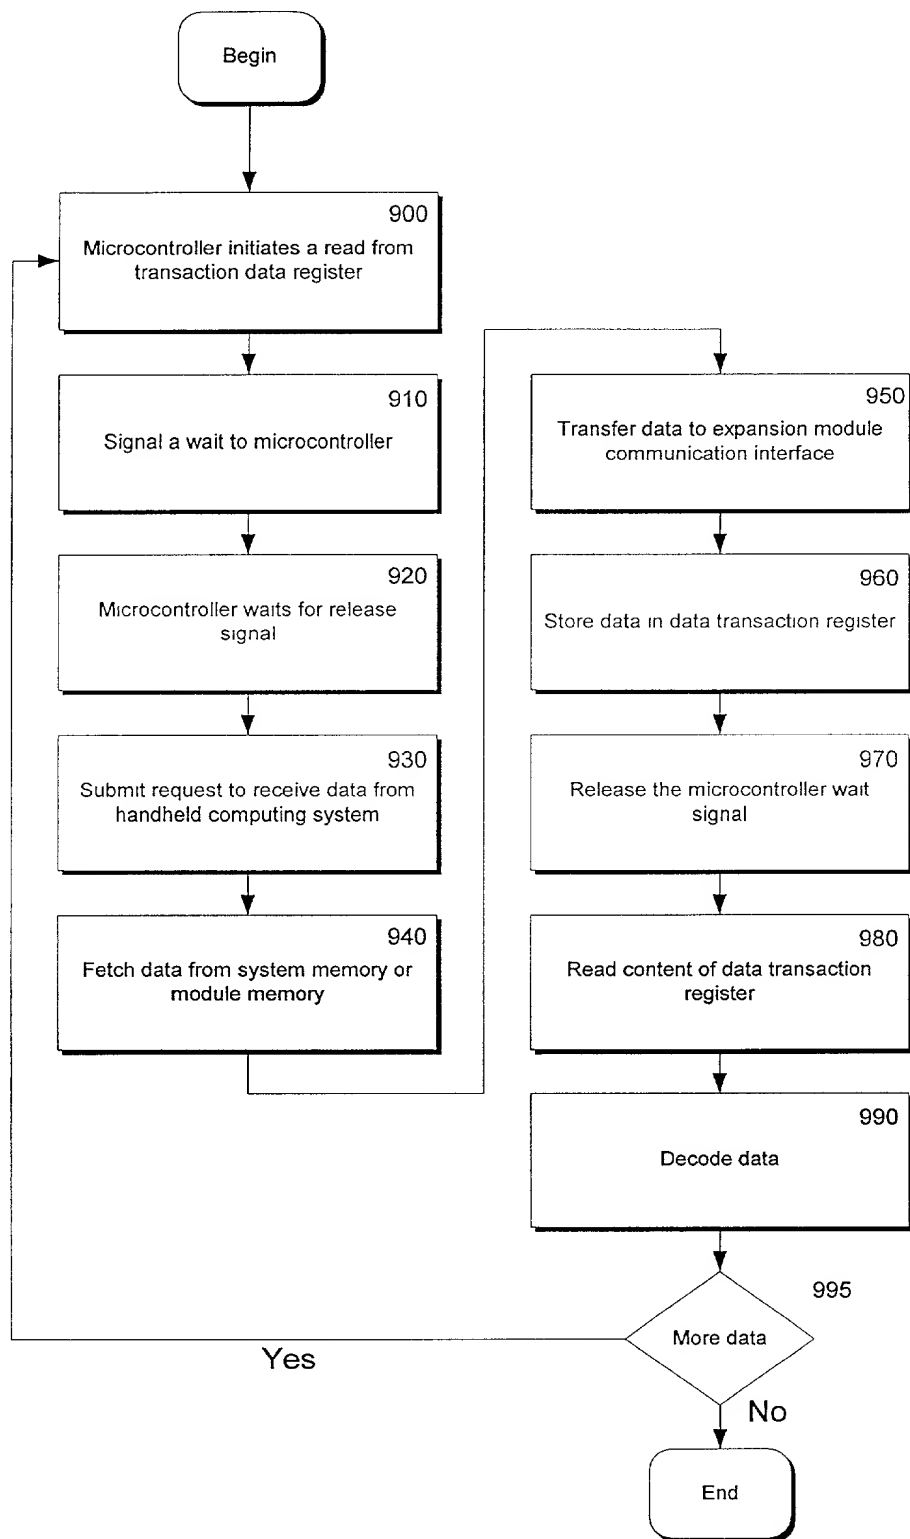 Begin
900
Microcontroller initiates a read from
transaction data register
910
Signal a wait to microcontroller
920
Microcontroller waits for release
signal
930
Submit request to receive data from
handheld computing system
940
Fetch data from system memory or
module memory
950
Transfer data to expansion module
communication interface
960
Store data in data transaction register
970
Release the microcontroller wait
signal
980
Read content of data transaction
register
990
Decode data
995
More data
Yes
No
End